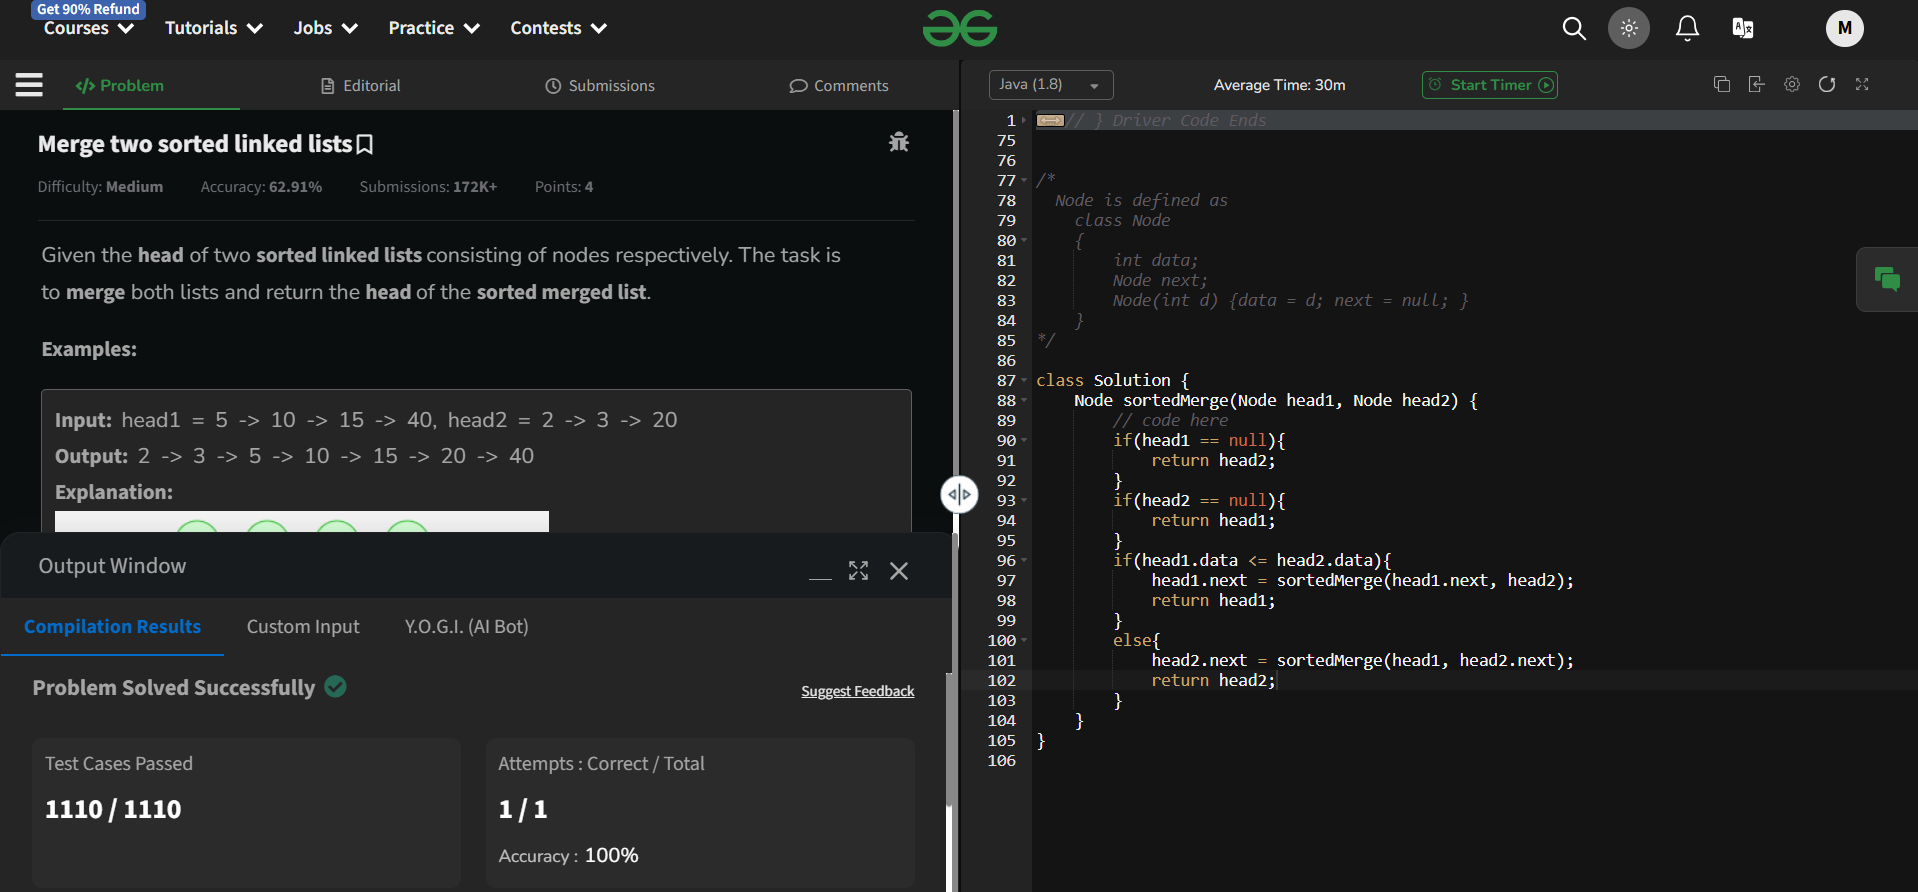 Get 90% Refund
Courses Tutorials Jobs Practice Contests
M
Problem Editorial Submissions Comments
Merge two sorted linked lists
Difficulty: Medium Accuracy: 62.91% Submissions: 172K+ Points: 4
Given the head of two sorted linked lists consisting of nodes respectively. The task is
to merge both lists and return the head of the sorted merged list.
Examples:
Input: head1 = 5 -> 10 -> 15 -> 40, head2 = 2 -> 3 -> 20
Output: 2 -> 3 -> 5 -> 10 -> 15 -> 20 -> 40
Explanation:
Output Window
Compilation Results Custom Input Y.O.G.I. (AI Bot)
Problem Solved Successfully
Suggest Feedback
Test Cases Passed
1110 / 1110
Attempts : Correct / Total
1 / 1
Accuracy : 100%
Java (1.8) Average Time: 30m Start Timer
1 // } Driver Code Ends
75
76
77 /*
78 Node is defined as
79 class Node
80 {
81 int data;
82 Node next;
83 Node(int d) {data = d; next = null; }
84 }
85 */
86
87 class Solution {
88 Node sortedMerge(Node head1, Node head2) {
89 // code here
90 if(head1 == null){
91 return head2;
92 }
93 if(head2 == null){
94 return head1;
95 }
96 if(head1.data <= head2.data){
97 head1.next = sortedMerge(head1.next, head2);
98 return head1;
99 }
100 else{
101 head2.next = sortedMerge(head1, head2.next);
102 return head2;
103 }
104 }
105 }
106